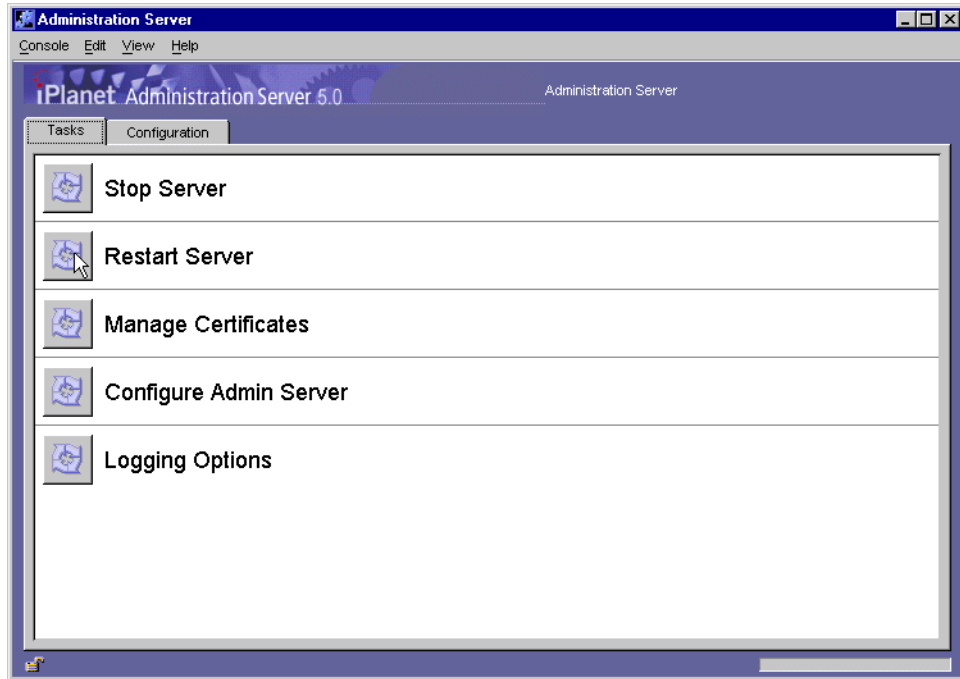 Administration Server
Console Edit View Help
iPlanet Administration Server 5.0
Administration Server
Tasks Configuration
Stop Server
Restart Server
Manage Certificates
Configure Admin Server
Logging Options